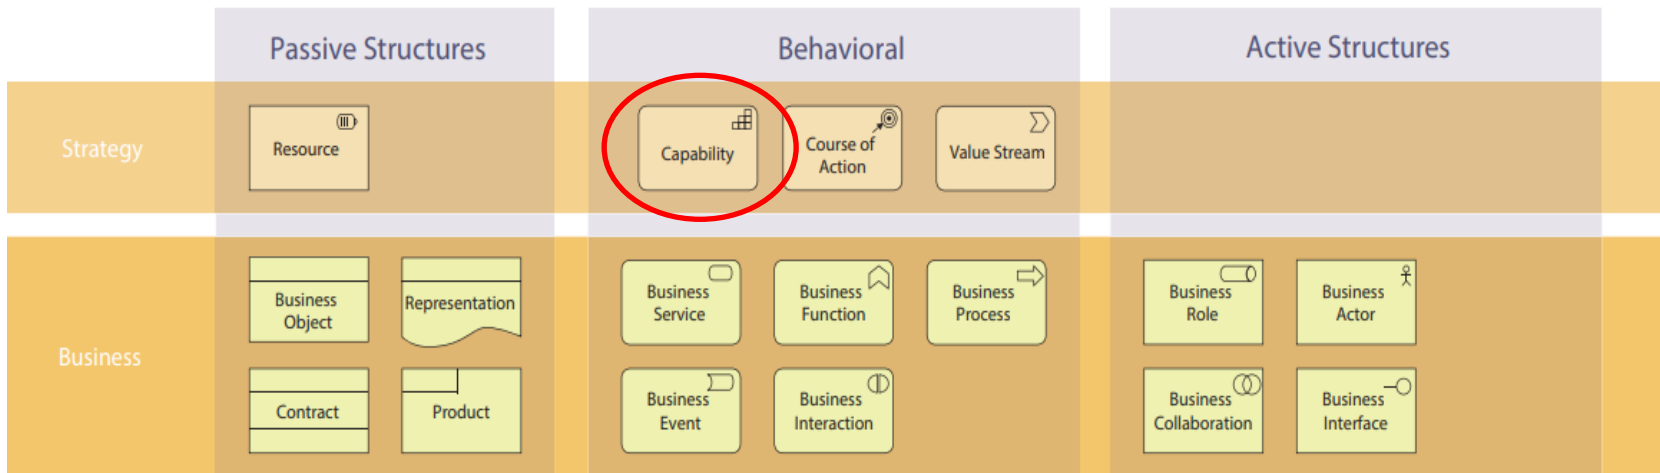 Passive Structures
Behavioral
Active Structures
Strategy
Resource
Capability
Course of
Action
Value Stream
Business
Business
Object
Representation
Business
Service
Business
Function
Business
Process
Business
Role
Business
Actor
Contract
Product
Business
Event
Business
Interaction
Business
Collaboration
Business
Interface